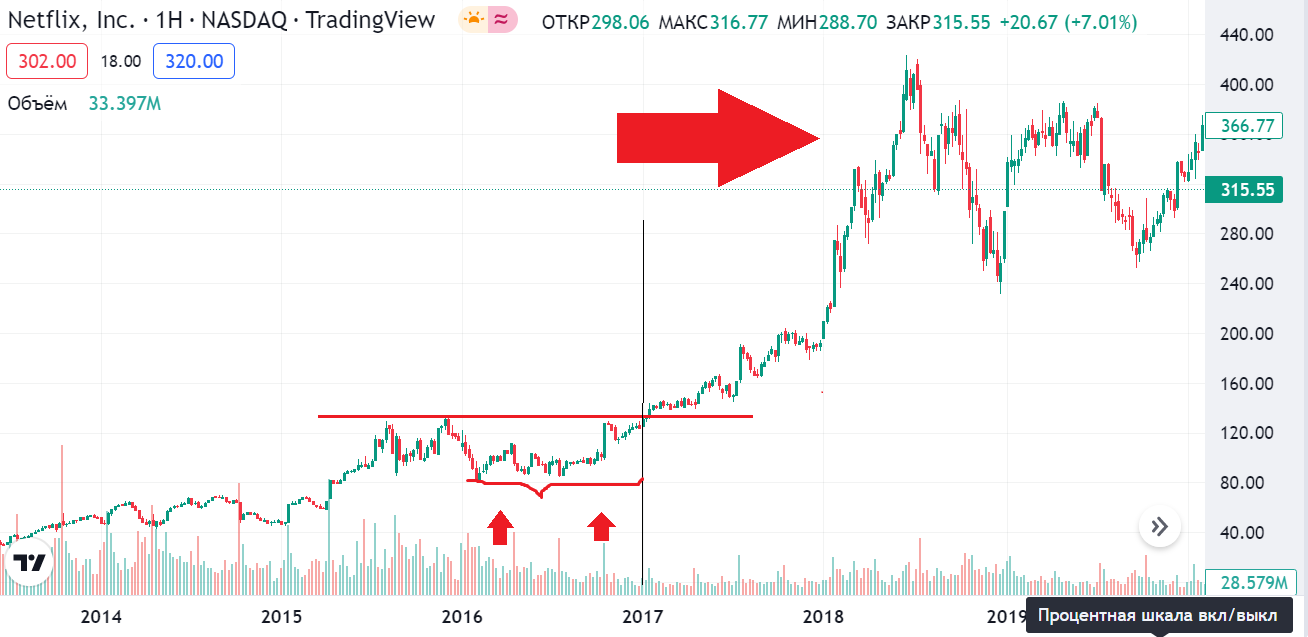 Netflix, Inc. · 1Н · NASDAQ · TradingView ОТКР298.06 МАКС316.77 МИН288.70 ЗАКР315.55 +20.67 (+7.01%)
302.00 18.00 320.00
Объём 33.397M
440.00
400.00
366.77
315.55
280.00
240.00
200.00
160.00
120.00
80.00
40.00
28.579M
2014 2015 2016 2017 2018 2019
Процентная шкала вкл/выкл